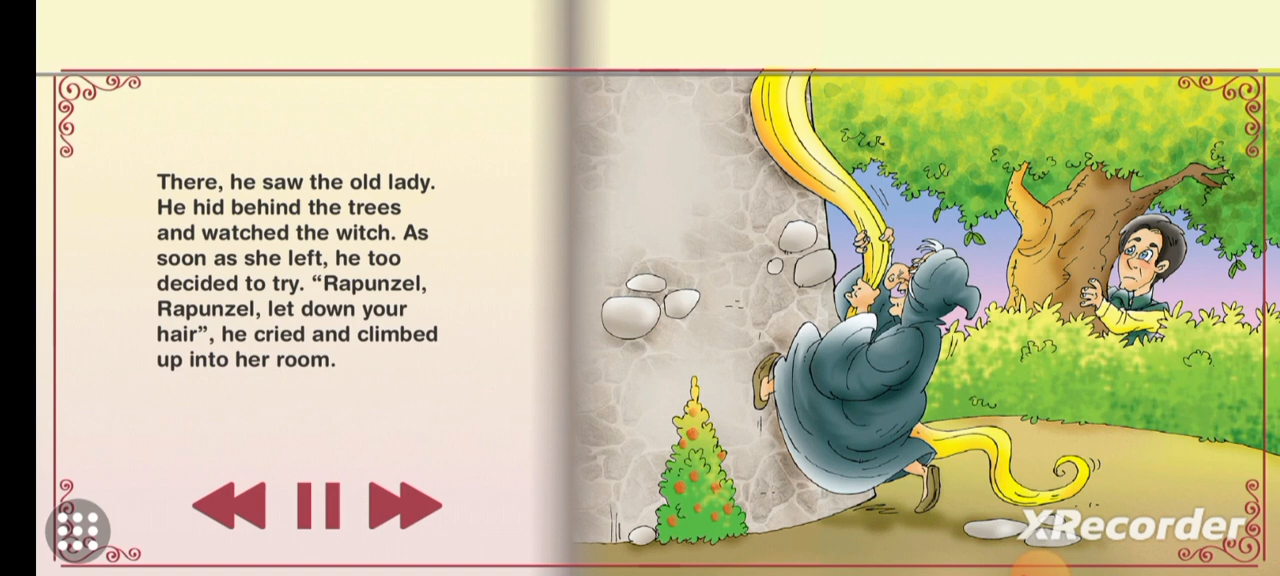 There, he saw the old lady.
He hid behind the trees
and watched the witch. As
soon as she left, he too
decided to try. “Rapunzel,
Rapunzel, let down your
hair”, he cried and climbed
up into her room.
XRecorder